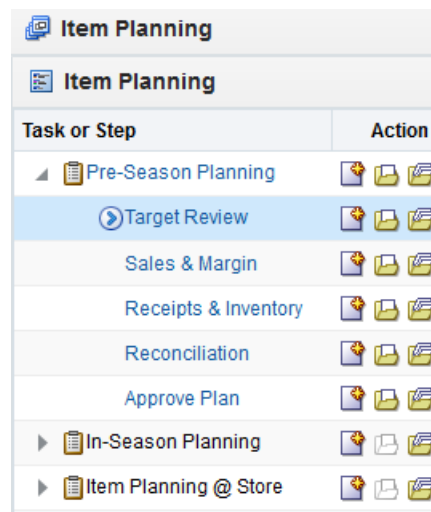 Item Planning
Item Planning
Task or Step Action
Pre-Season Planning
Target Review
Sales & Margin
Receipts & Inventory
Reconciliation
Approve Plan
In-Season Planning
Item Planning @ Store